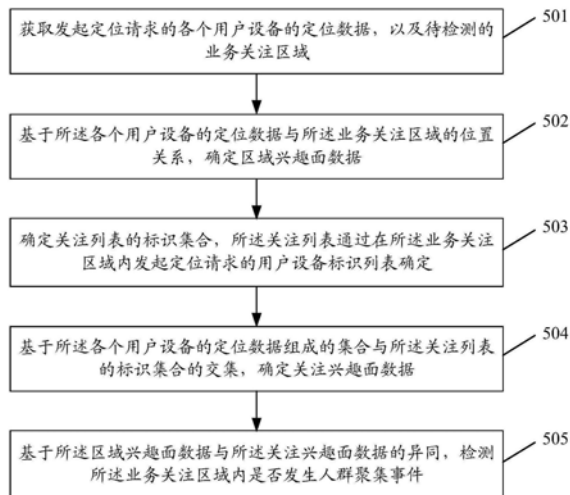 获取发起定位请求的各个用户设备的定位数据，以及待检测的
业务关注区域
501
基于所述各个用户设备的定位数据与所述业务关注区域的位置
关系，确定区域兴趣面数据
502
确定关注列表的标识集合，所述关注列表通过在所述业务关注
区域内发起定位请求的用户设备标识列表确定
503
基于所述各个用户设备的定位数据组成的集合与所述关注列表
的标识集合的交集，确定关注兴趣面数据
504
基于所述区域兴趣面数据与所述关注兴趣面数据的异同，检测
所述业务关注区域内是否发生人群聚集事件
505